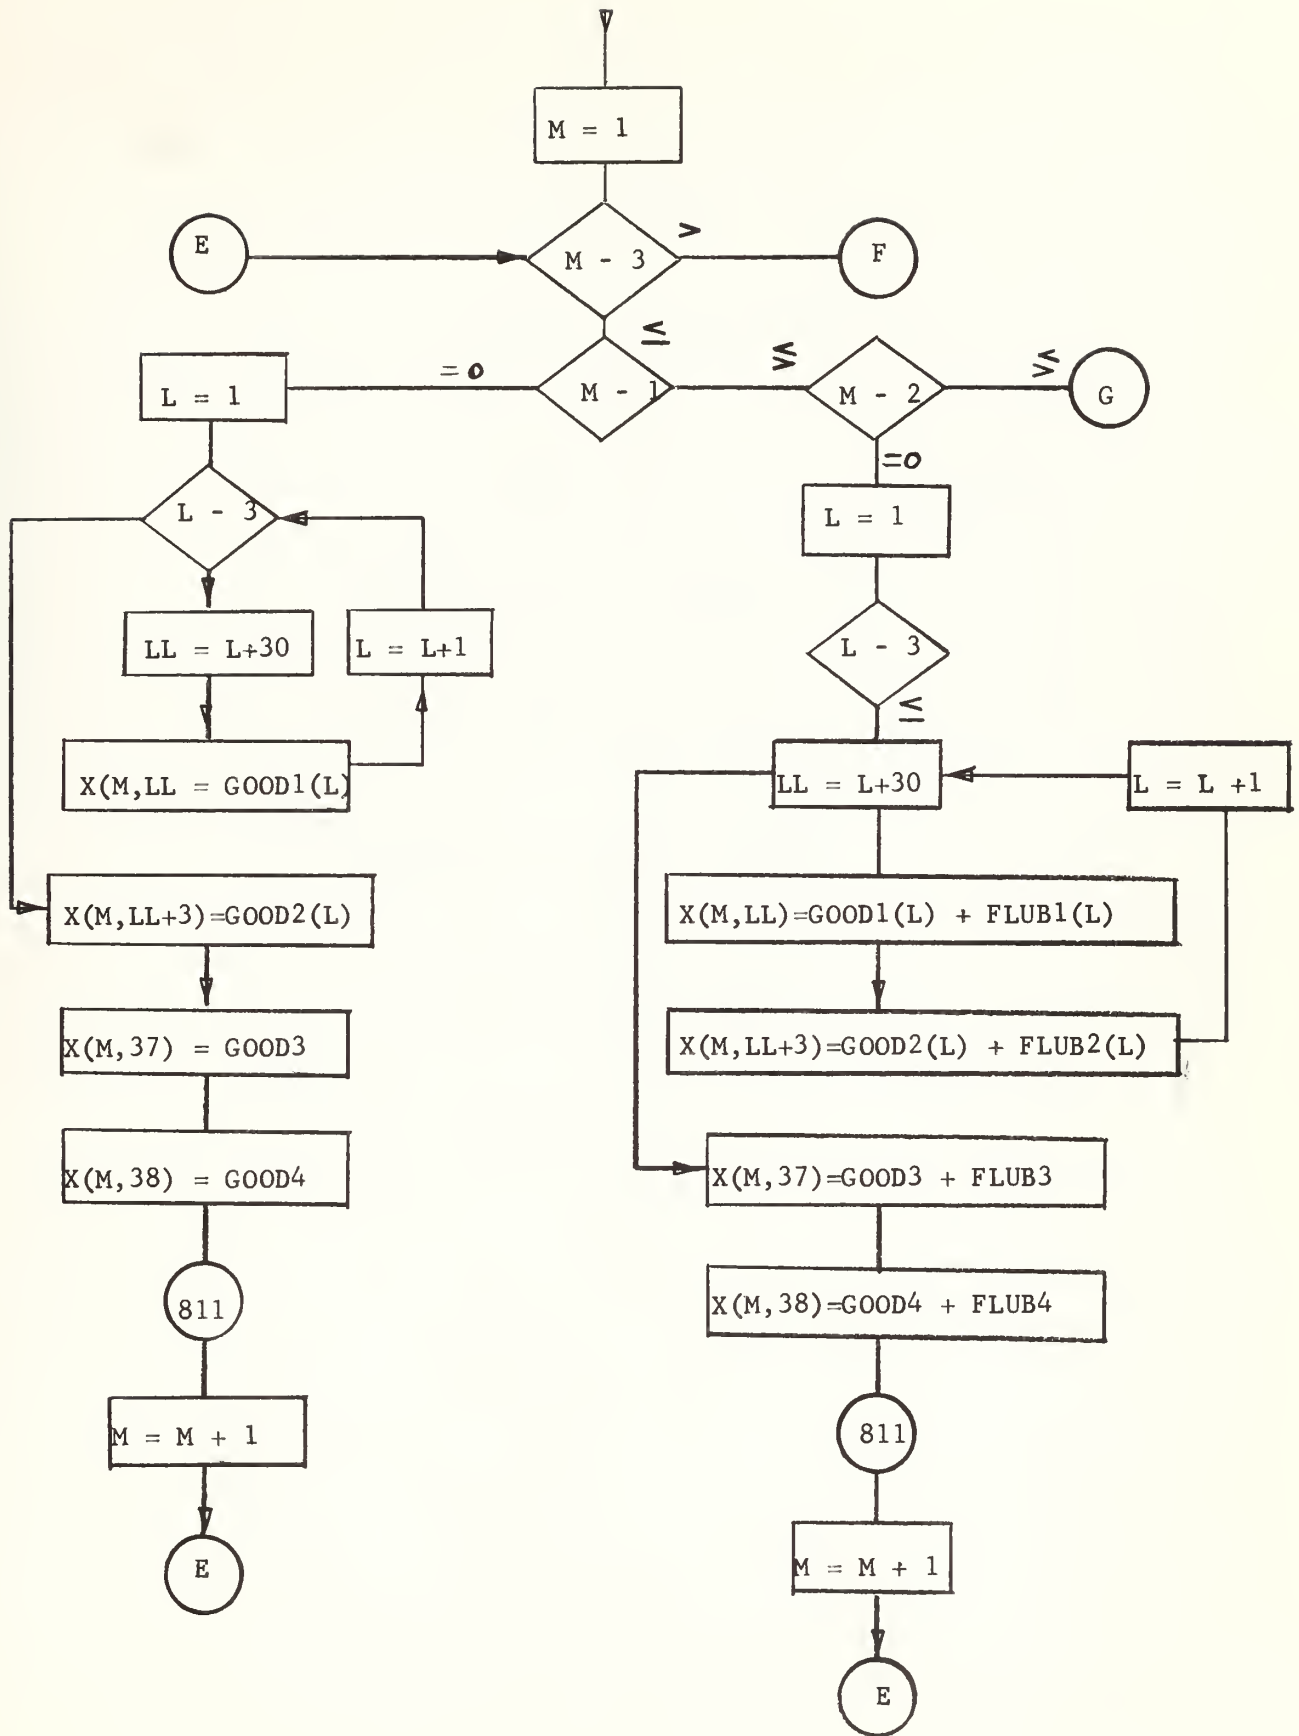 M = 1
E
M - 3
>
F
≤
= 0
M - 1
≶
M - 2
≶
G
L = 1
=0
L - 3
L = 1
LL = L+30
L = L+1
L - 3
≤
X(M,LL = GOOD1(L)
LL = L+30
L = L +1
X(M,LL+3)=GOOD2(L)
X(M,LL)=GOOD1(L) + FLUB1(L)
X(M,37) = GOOD3
X(M,LL+3)=GOOD2(L) + FLUB2(L)
X(M,38) = GOOD4
X(M,37)=GOOD3 + FLUB3
811
X(M,38)=GOOD4 + FLUB4
M = M + 1
811
E
M = M + 1
E